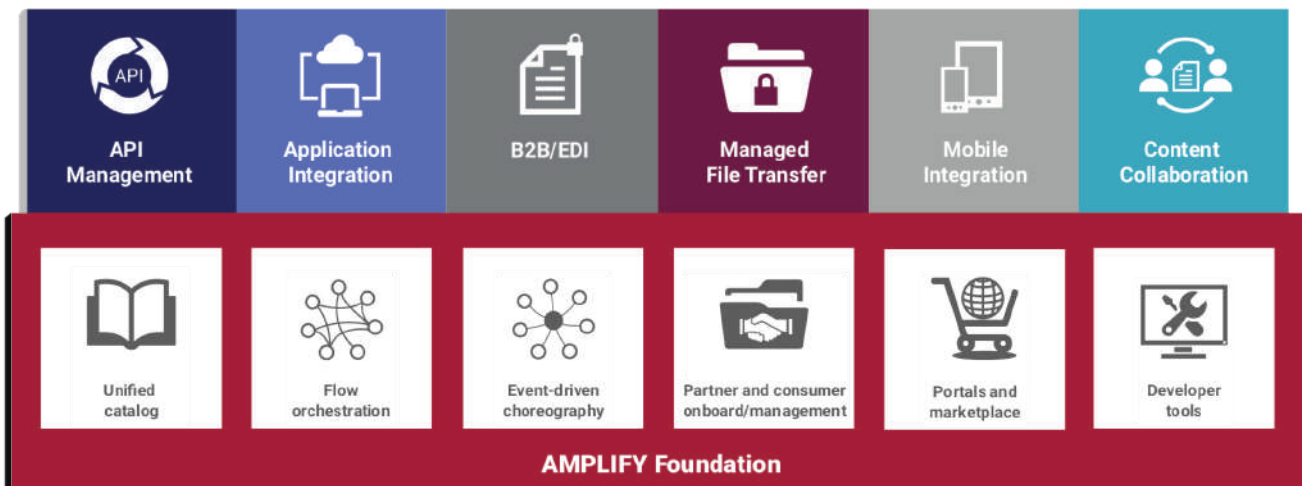 API
API
Management
Application
Integration
B2B/EDI
Managed
File Transfer
Mobile
Integration
Content
Collaboration
Unified
catalog
Flow
orchestration
Event-driven
choreography
Partner and consumer
onboard/management
Portals and
marketplace
Developer
tools
AMPLIFY Foundation